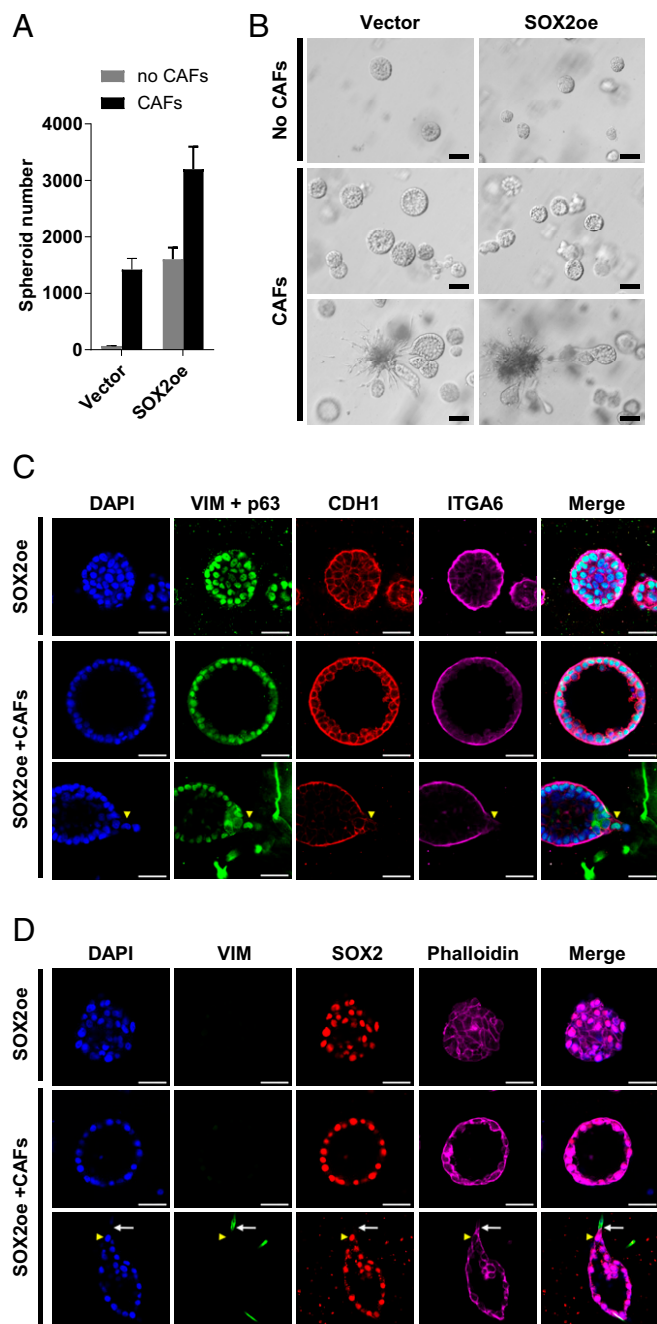 A
no CAFs
CAFs
Spheroid number
4000
3000
2000
1000
0
Vector
SOX2oe
B
Vector
SOX2oe
No CAFs
CAFs
C
DAPI
VIM + p63
CDH1
ITGA6
Merge
SOX2oe
SOX2oe +CAFs
D
DAPI
VIM
SOX2
Phalloidin
Merge
SOX2oe
SOX2oe +CAFs